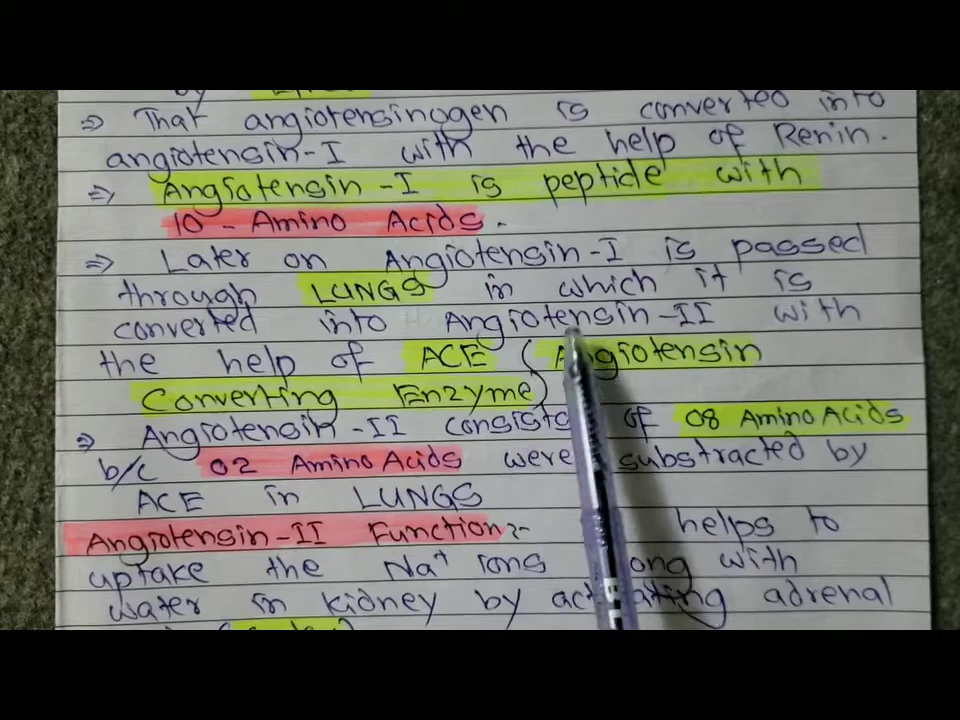 by
⇒ That angiotensinogen is converted into
angiotensin-I with the help of Renin.
⇒ Angiotensin-I is peptide with
10-Amino Acids.
⇒ Later on Angiotensin-I is passed
through LUNGS in which it is
converted into Angiotensin-II with
the help of ACE (Angiotensin
Converting Enzyme)
⇒ Angiotensin-II consists of 08 Amino Acids
b/c 02 Amino Acids were substracted by
ACE in LUNGS
Angiotensin-II Function:- helps to
uptake the Na+ ions along with
water in kidney by activating adrenal